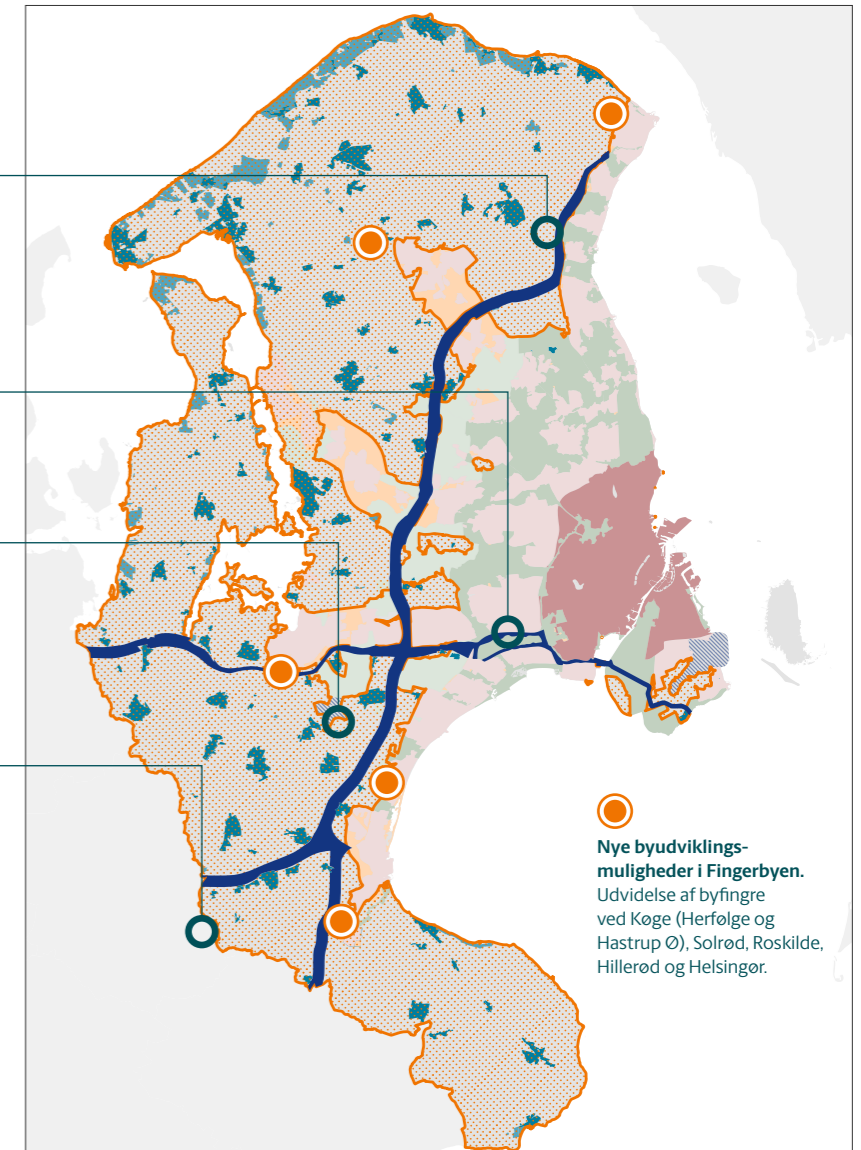 Nye byudviklings-
muligheder i Fingerbyen.
Udvidelse af byfingre
ved Køge (Herfølge og
Hastrup Ø), Solrød, Roskilde,
Hillerød og Helsingør.